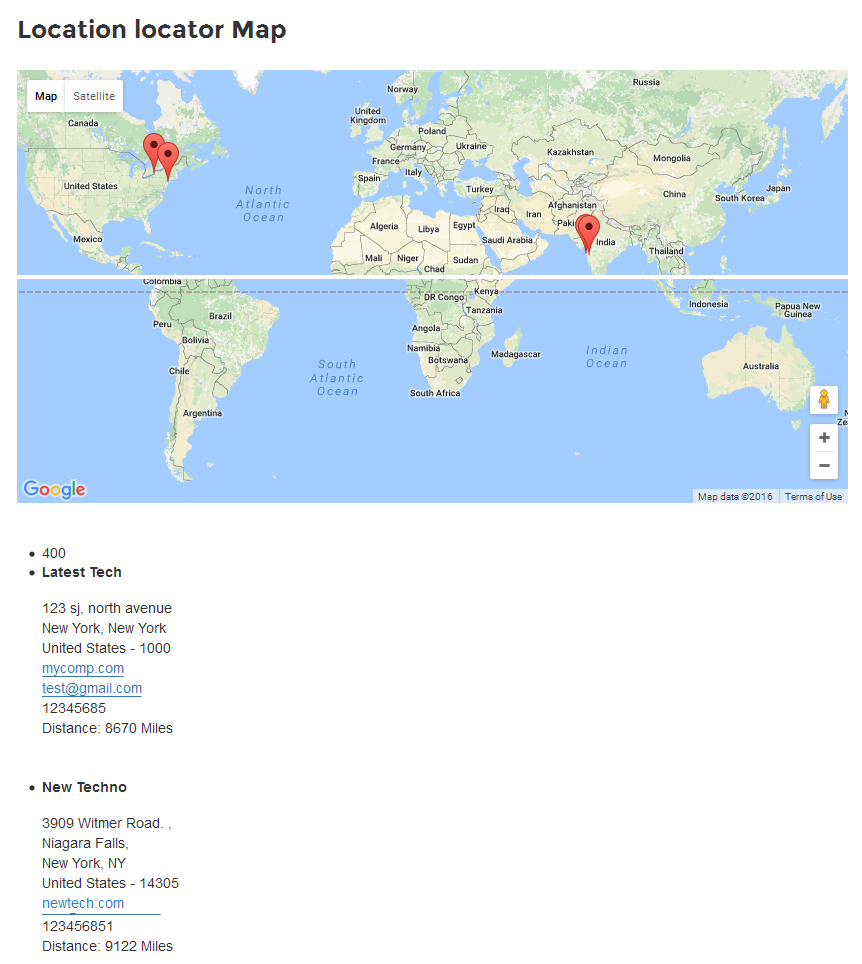 Location locator Map
Map
Satellite
Canada
United States
Mexico
North
Atlantic
Ocean
Norway
Russia
United
Kingdom
Poland
Germany
Ukraine
France
Italy
Spain
Turkey
Kazakhstan
Mongolia
China
Japan
South Korea
Afghanistan
Iraq
Iran
Paki
India
Algeria
Libya
Egypt
Saudi Arabia
Thailand
Mali
Niger
Sudan
Chad
Colombia
Peru
Brazil
Bolivia
Chile
Argentina
South
Atlantic
Ocean
DR Congo
Kenya
Tanzania
Angola
Namibia
Botswana
Madagascar
South Africa
Indian
Ocean
Indonesia
Papua New
Guinea
Australia
N
Ze
+
−
Google
Map data ©2016
Terms of Use
• 400
• Latest Tech
123 sj, north avenue
New York, New York
United States - 1000
mycomp.com
test@gmail.com
12345685
Distance: 8670 Miles
• New Techno
3909 Witmer Road. ,
Niagara Falls,
New York, NY
United States - 14305
newtech.com
123456851
Distance: 9122 Miles